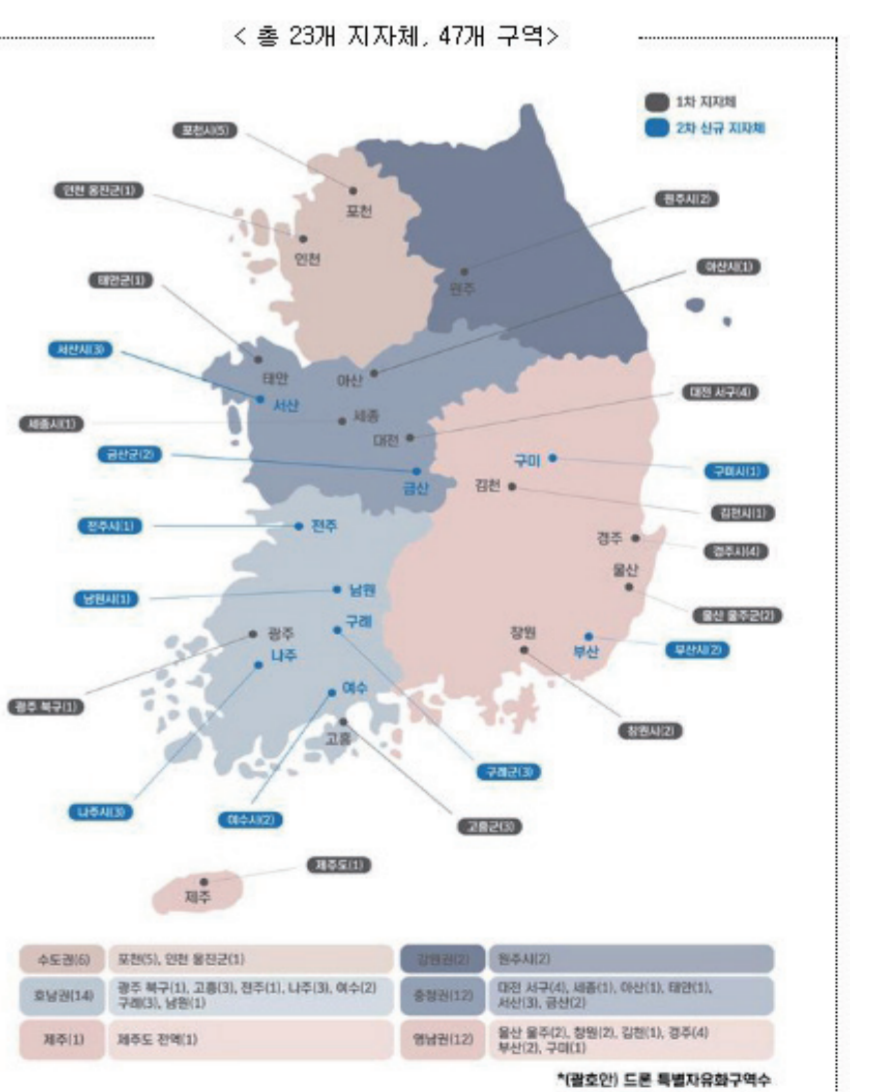 < 총 23개 지자체, 47개 구역>
1차 지자체
2차 신규 지자체
포천시(5)
인천 옹진군(1)
포천
원주시(2)
인천
아산시(1)
태안군(1)
원주
서산시(3)
태안
아산
대전 서구(4)
서산
세종시(1)
세종
대전
금산군(2)
구미
구미시(1)
금산
김천
김천시(1)
전주시(1)
전주
경주
경주시(4)
울산
남원시(1)
남원
울산 울주군(2)
구례
광주
창원
나주
부산
부산시(2)
여수
광주 북구(1)
고흥
창원시(2)
구례군(3)
나주시(3)
여수시(2)
고흥군(3)
제주도(1)
제주
수도권(6) 포천(5), 인천 옹진군(1)
강원권(2) 원주시(2)
호남권(14) 광주 북구(1), 고흥(3), 전주(1), 나주(3), 여수(2)
구례(3), 남원(1)
충청권(12) 대전 서구(4), 세종(1), 아산(1), 태안(1),
서산(3), 금산(2)
제주(1) 제주도 전역(1)
영남권(12) 울산 울주(2), 창원(2), 김천(1), 경주(4)
부산(2), 구미(1)
*(괄호안) 드론 특별자유화구역수